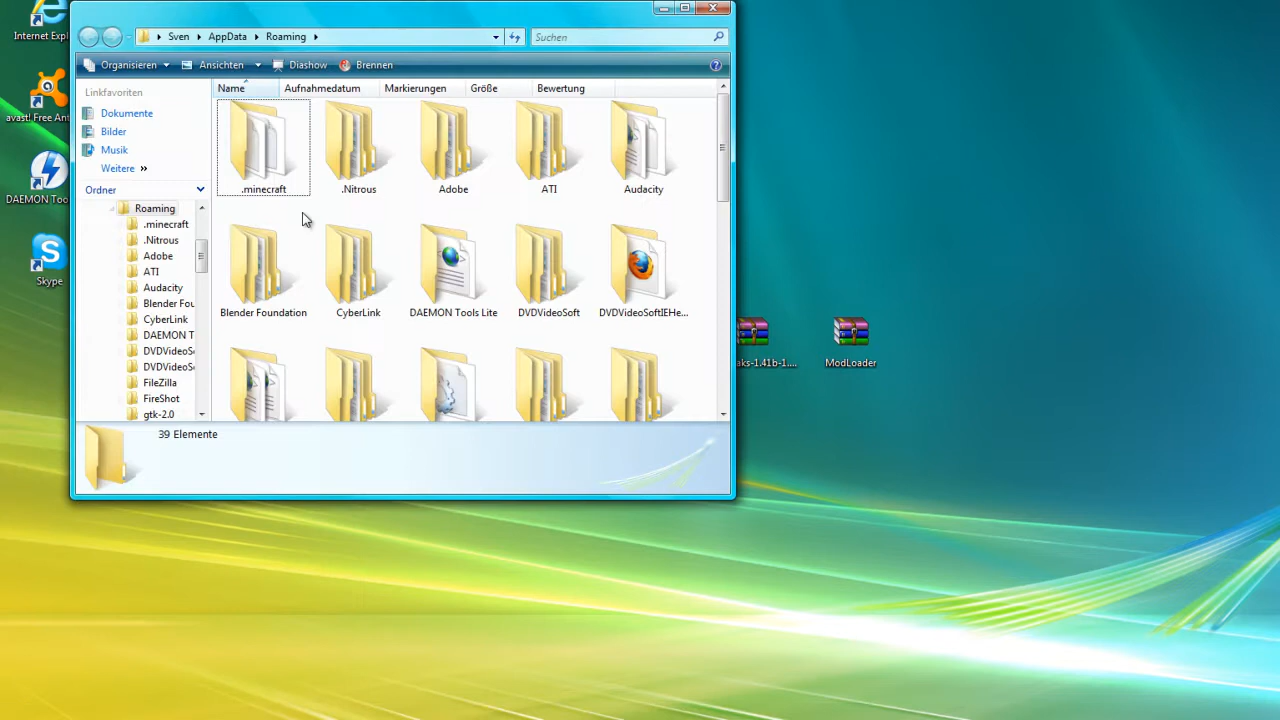 Internet Expl
avast! Free Ant
DAEMON Too
Skype
Sven AppData Roaming
Suchen
Organisieren Ansichten Diashow Brennen
Linkfavoriten
Dokumente
Bilder
Musik
Weitere »
Ordner
Roaming
.minecraft
.Nitrous
Adobe
ATI
Audacity
Blender Fou
CyberLink
DAEMON T
DVDVideoS
DVDVideoS
FileZilla
FireShot
gtk-2.0
Name Aufnahmedatum Markierungen Größe Bewertung
.minecraft .Nitrous Adobe ATI Audacity
Blender Foundation CyberLink DAEMON Tools Lite DVDVideoSoft DVDVideoSoftIEHe...
39 Elemente
aks-1.41b-1....
ModLoader